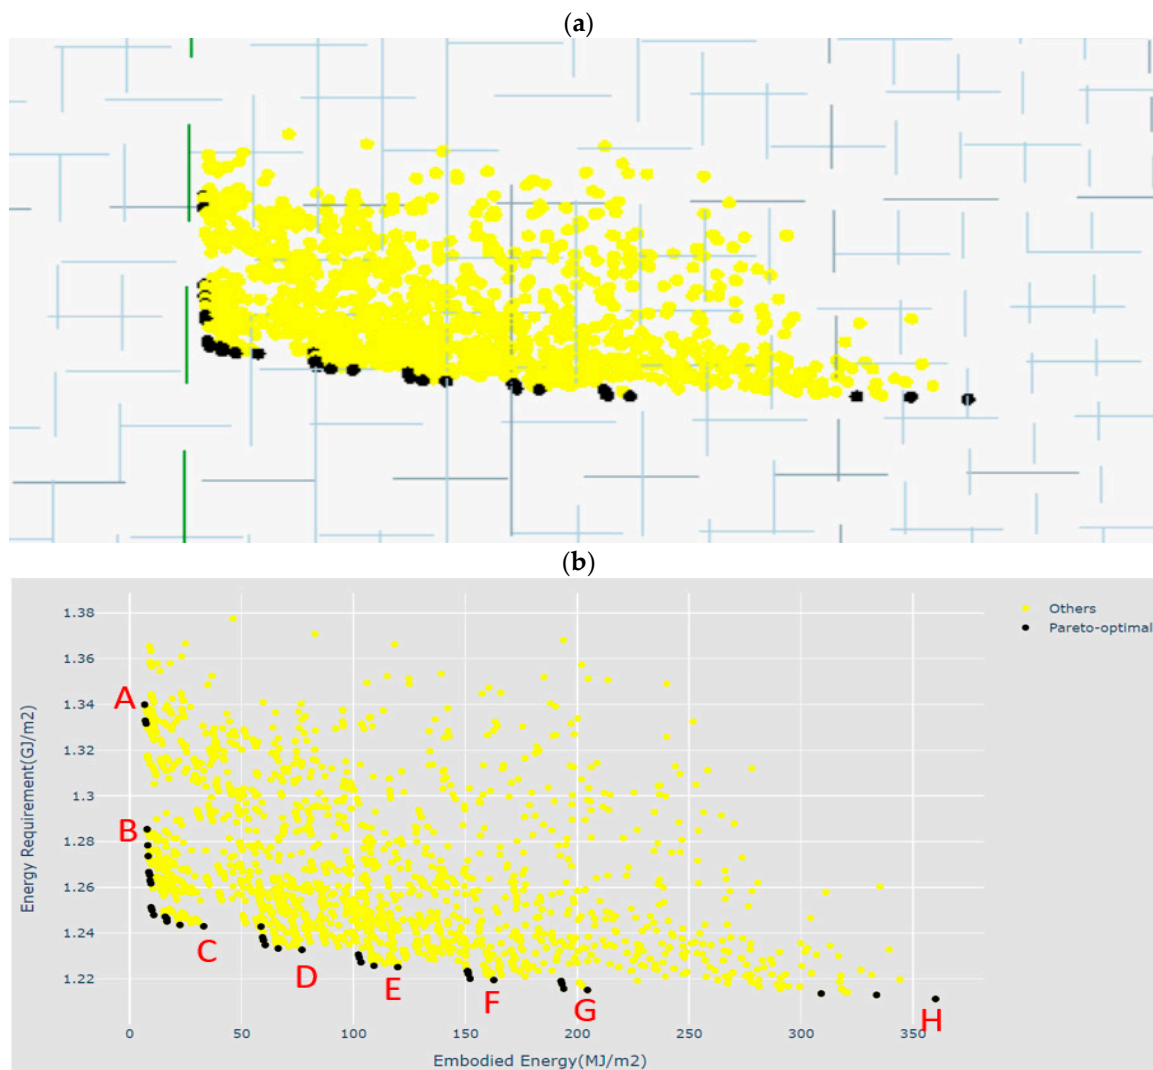 (a)
(b)
1.38
1.36
1.34
1.32
1.3
1.28
1.26
1.24
1.22
Energy Requirement(GJ/m2)
A
B
C
D
E
F
G
H
Others
Pareto-optimal
0
50
100
150
200
250
300
350
Embodied Energy(MJ/m2)